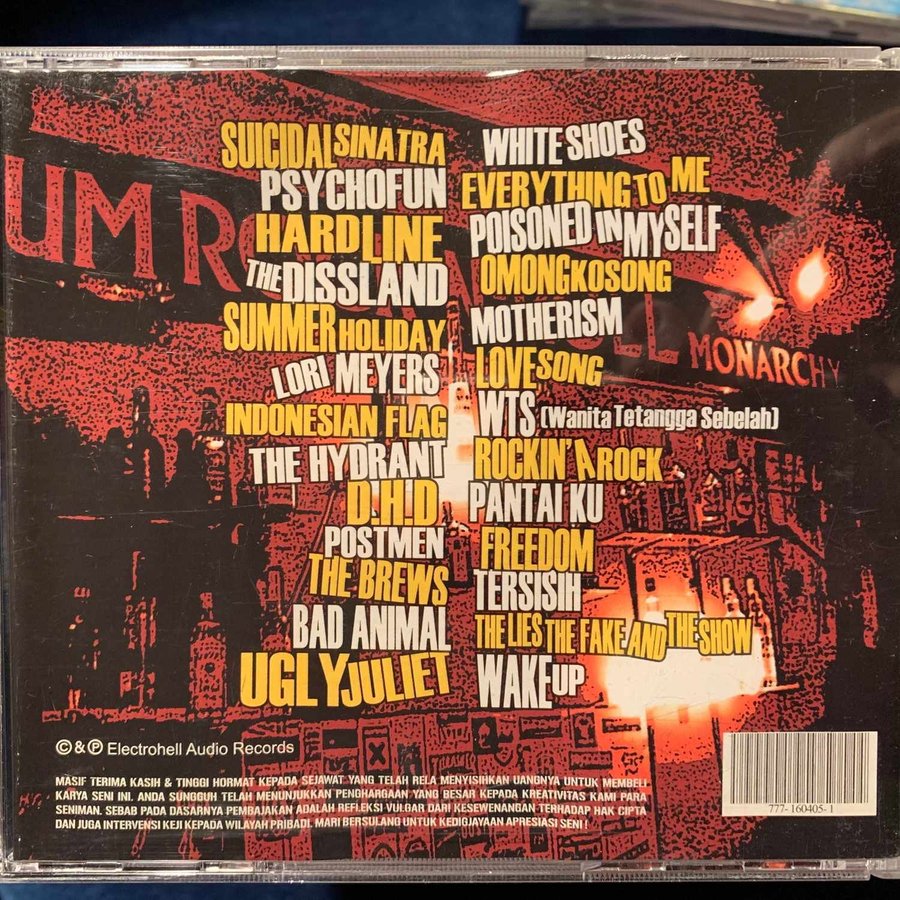 UM ROCK N ROLL MONARCHY
SUICIDAL SINATRA WHITE SHOES
PSYCHOFUN EVERYTHING TO ME
HARD LINE POISONED IN MYSELF
THE DISSLAND OMONG KOSONG
SUMMER HOLIDAY MOTHERISM
LORI MEYERS LOVE SONG
INDONESIAN FLAG WTS (Wanita Tetangga Sebelah)
THE HYDRANT ROCKIN' A ROCK
D.H.D PANTAI KU
POSTMEN FREEDOM
THE BREWS TERSISIH
BAD ANIMAL THE LIES THE FAKE AND THE SHOW
UGLY JULIET WAKE UP
© & ℗ Electrohell Audio Records
MASIF TERIMA KASIH & TINGGI HORMAT KEPADA SEJAWAT YANG TELAH RELA MENYISIHKAN UANGNYA UNTUK MEMBELI
KARYA SENI INI. ANDA SUNGGUH TELAH MENUNJUKKAN PENGHARGAAN YANG BESAR KEPADA KREATIVITAS KAMI PARA
SENIMAN. SEBAB PADA DASARNYA PEMBAJAKAN ADALAH REFLEKSI VULGAR DARI KESEWENANGAN TERHADAP HAK CIPTA
DAN JUGA INTERVENSI KEJI KEPADA WILAYAH PRIBADI. MARI BERSULANG UNTUK KEDIGJAYAAN APRESIASI SENI !
777-160405-1